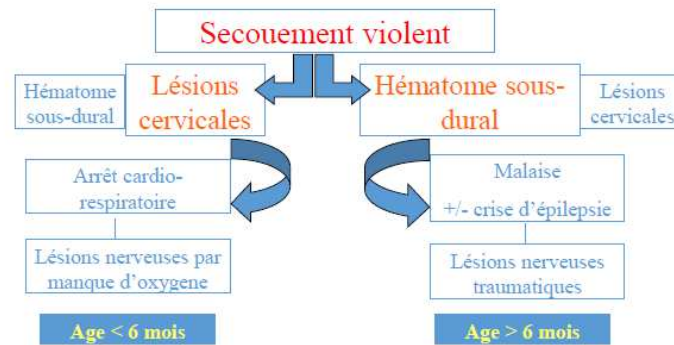 Secouement violent
Hématome
sous-dural
Lésions
cervicales
Hématome sous-
dural
Lésions
cervicales
Arrêt cardio-
respiratoire
Malaise
+/- crise d’épilepsie
Lésions nerveuses par
manque d’oxygene
Lésions nerveuses
traumatiques
Age < 6 mois
Age > 6 mois